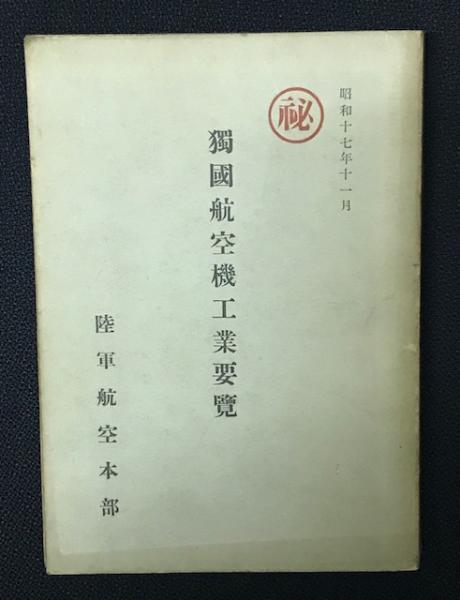 昭和十七年十一月
㊙
獨國航空機工業要覽
陸軍航空本部